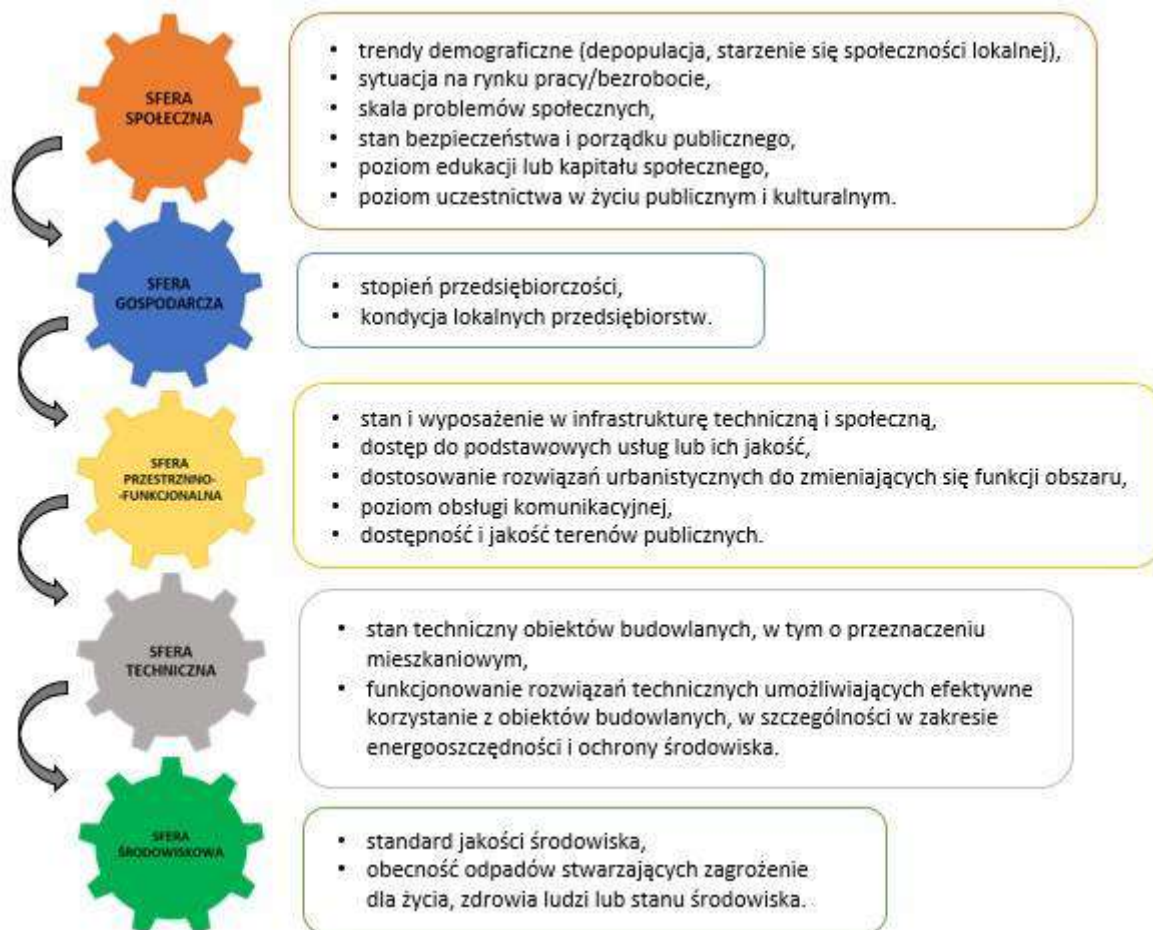 SFERA
SPOŁECZNA
• trendy demograficzne (depopulacja, starzenie się społeczności lokalnej),
• sytuacja na rynku pracy/bezrobocie,
• skala problemów społecznych,
• stan bezpieczeństwa i porządku publicznego,
• poziom edukacji lub kapitału społecznego,
• poziom uczestnictwa w życiu publicznym i kulturalnym.
SFERA
GOSPODARCZA
• stopień przedsiębiorczości,
• kondycja lokalnych przedsiębiorstw.
SFERA
PRZESTRZNNO-
-FUNKCJONALNA
• stan i wyposażenie w infrastrukturę techniczną i społeczną,
• dostęp do podstawowych usług lub ich jakość,
• dostosowanie rozwiązań urbanistycznych do zmieniających się funkcji obszaru,
• poziom obsługi komunikacyjnej,
• dostępność i jakość terenów publicznych.
SFERA
TECHNICZNA
• stan techniczny obiektów budowlanych, w tym o przeznaczeniu
mieszkaniowym,
• funkcjonowanie rozwiązań technicznych umożliwiających efektywne
korzystanie z obiektów budowlanych, w szczególności w zakresie
energooszczędności i ochrony środowiska.
SFERA
ŚRODOWISKOWA
• standard jakości środowiska,
• obecność odpadów stwarzających zagrożenie
dla życia, zdrowia ludzi lub stanu środowiska.